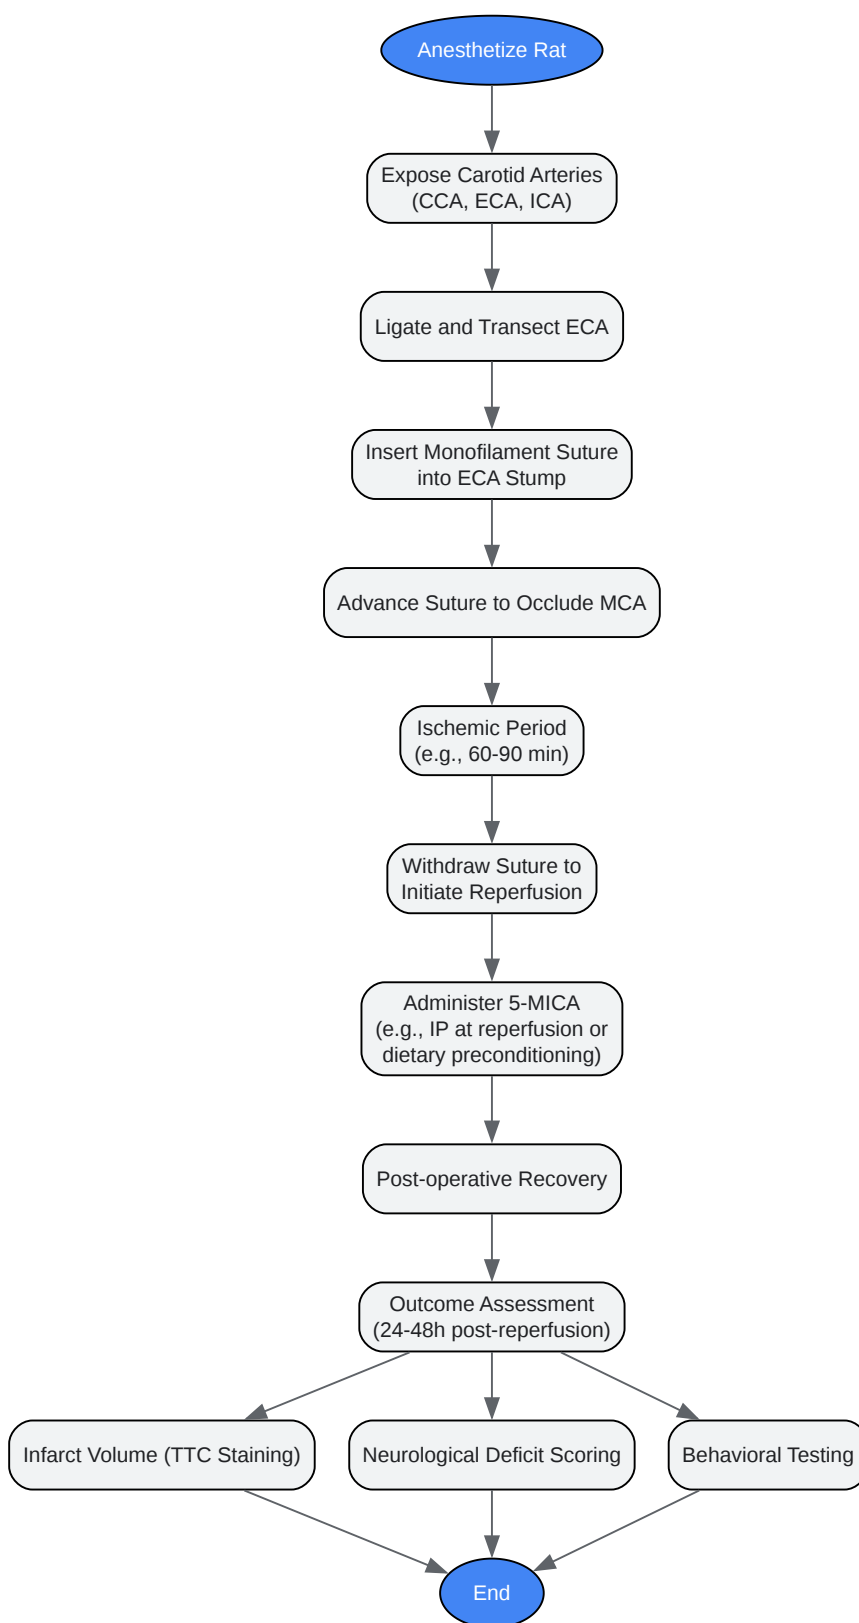 Anesthetize Rat
Expose Carotid Arteries
(CCA, ECA, ICA)
Ligate and Transect ECA
Insert Monofilament Suture
into ECA Stump
Advance Suture to Occlude MCA
Ischemic Period
(e.g., 60-90 min)
Withdraw Suture to
Initiate Reperfusion
Administer 5-MICA
(e.g., IP at reperfusion or
dietary preconditioning)
Post-operative Recovery
Outcome Assessment
(24-48h post-reperfusion)
Infarct Volume (TTC Staining)
Neurological Deficit Scoring
Behavioral Testing
End